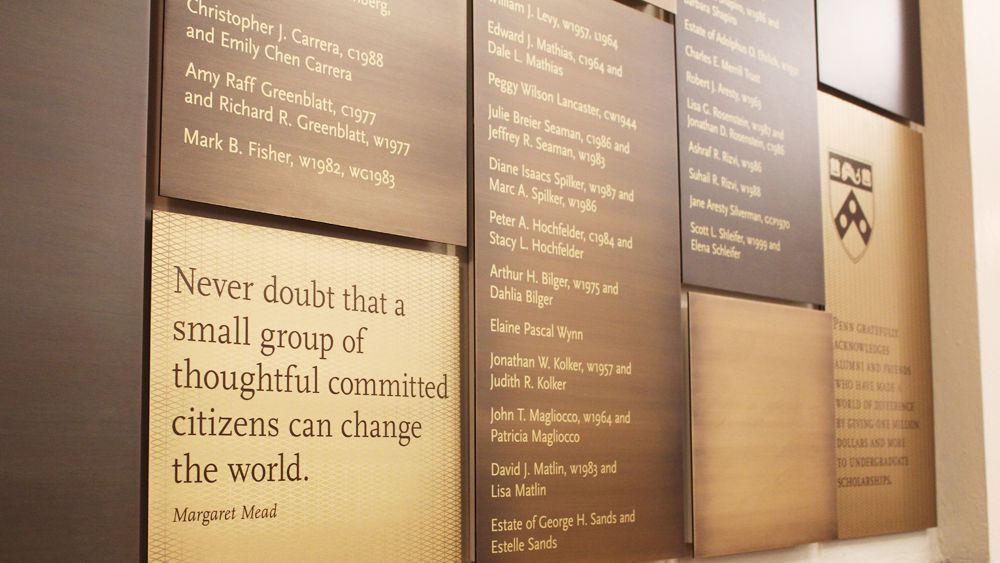 Christopher J. Carrera, C1988
and Emily Chen Carrera
Amy Raff Greenblatt, C1977
and Richard R. Greenblatt, W1977
Mark B. Fisher, W1982, WG1983
Never doubt that a
small group of
thoughtful committed
citizens can change
the world.
Margaret Mead
William J. Levy, W1957, L1964
Edward J. Mathias, C1964 and
Dale L. Mathias
Peggy Wilson Lancaster, CW1944
Julie Breier Seaman, C1986 and
Jeffrey R. Seaman, W1983
Diane Isaacs Spilker, W1987 and
Marc A. Spilker, W1986
Peter A. Hochfelder, C1984 and
Stacy L. Hochfelder
Arthur H. Bilger, W1975 and
Dahlia Bilger
Elaine Pascal Wynn
Jonathan W. Kolker, W1957 and
Judith R. Kolker
John T. Magliocco, W1964 and
Patricia Magliocco
David J. Matlin, W1983 and
Lisa Matlin
Estate of George H. Sands and
Estelle Sands
Shapiro, W1986 and
Barbara Shapiro
Estate of Adolphus O. Ehrlich,
Charles E. Merrill Trust
Robert J. Aresty, W1963
Lisa G. Rosenstein, W1987 and
Jonathan D. Rosenstein, C1986
Ashraf R. Rizvi, W1986
Suhail R. Rizvi, W1988
Jane Aresty Silverman, GCP1970
Scott L. Shleifer, W1999 and
Elena Schleifer
PENN GRATEFULLY
ACKNOWLEDGES
ALUMNI AND FRIENDS
WHO HAVE MADE A
WORLD OF DIFFERENCE
BY GIVING ONE MILLION
DOLLARS AND MORE
TO UNDERGRADUATE
SCHOLARSHIPS.